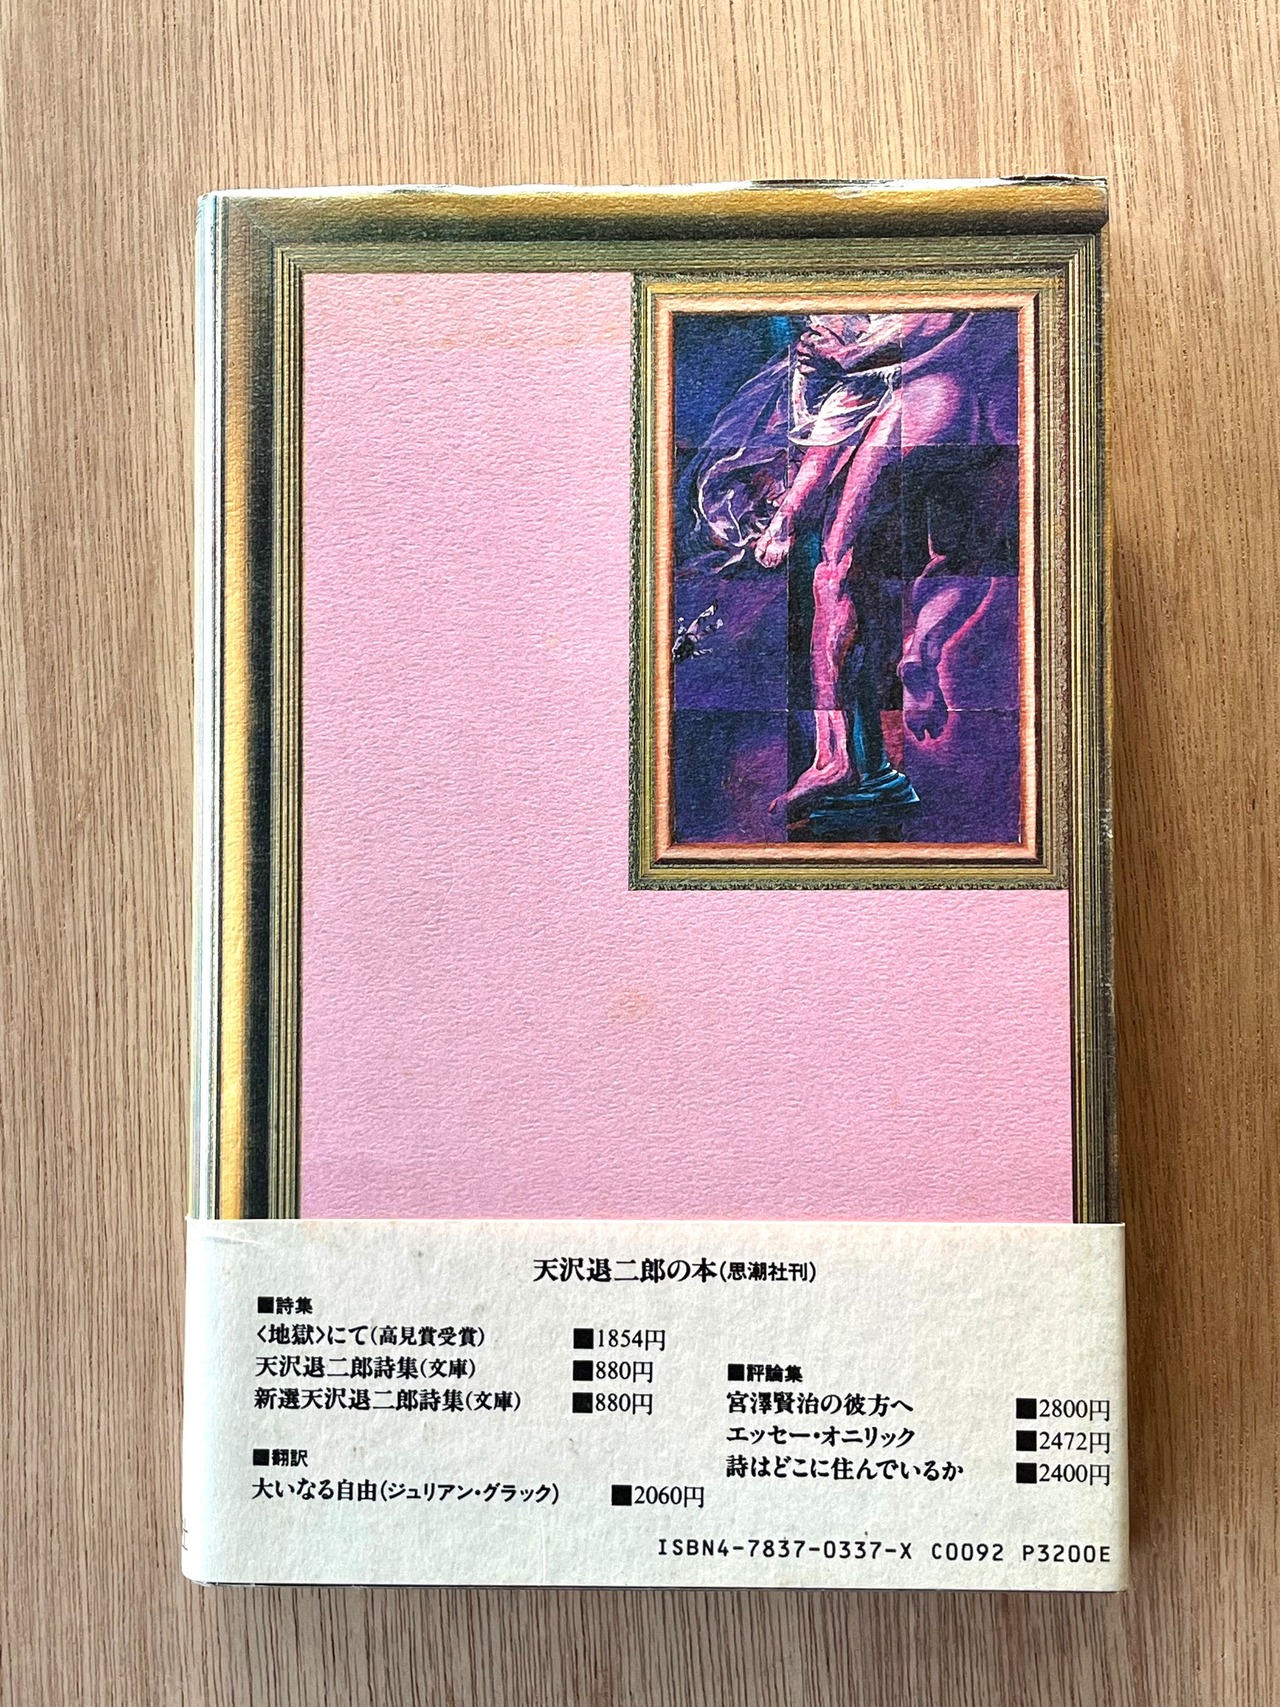 天沢退二郎の本(思潮社刊)
■詩集
〈地獄〉にて(高見賞受賞) ■1854円
天沢退二郎詩集(文庫) ■880円
新選天沢退二郎詩集(文庫) ■880円
■翻訳
大いなる自由(ジュリアン・グラック) ■2060円
■評論集
宮澤賢治の彼方へ ■2800円
エッセー・オニリック ■2472円
詩はどこに住んでいるか ■2400円
ISBN4-7837-0337-X C0092 P3200E